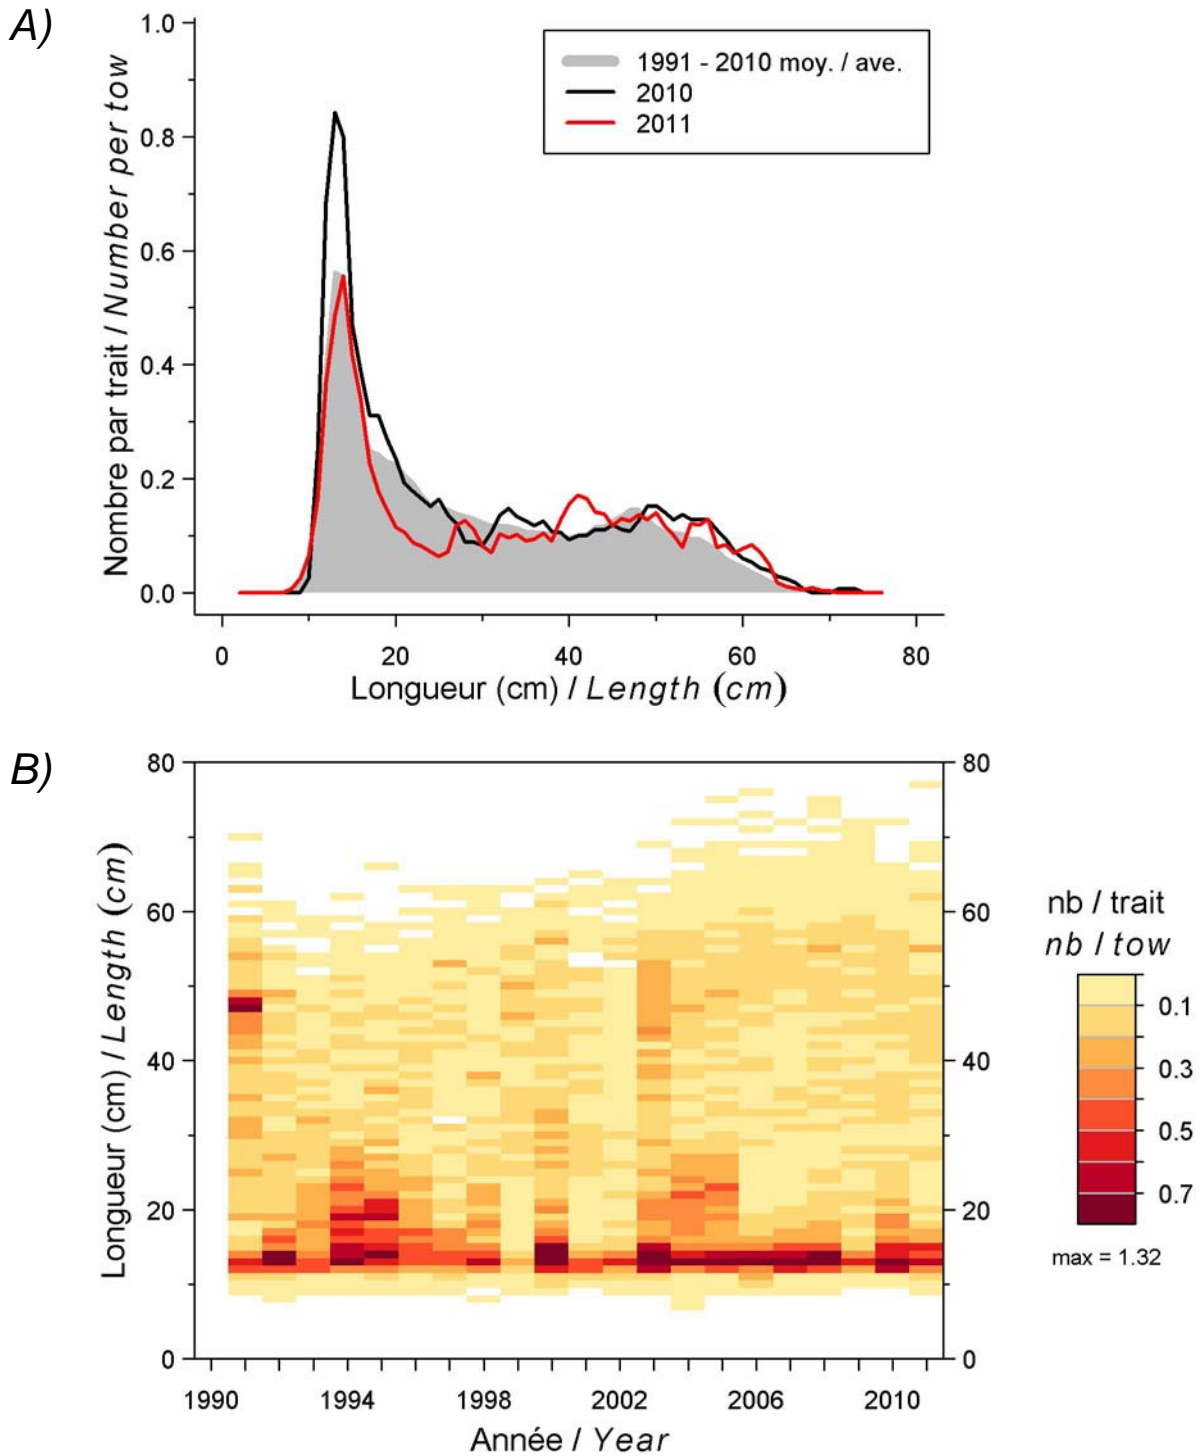 A)
1.0
0.8
0.6
0.4
0.2
0.0
Nombre par trait / Number per tow
1991 - 2010 moy. / ave.
2010
2011
0 20 40 60 80
Longueur (cm) / Length (cm)
B)
80
60
40
20
0
Longueur (cm) / Length (cm)
80
60
40
20
0
1990 1994 1998 2002 2006 2010
Année / Year
nb / trait
nb / tow
0.1
0.3
0.5
0.7
max = 1.32